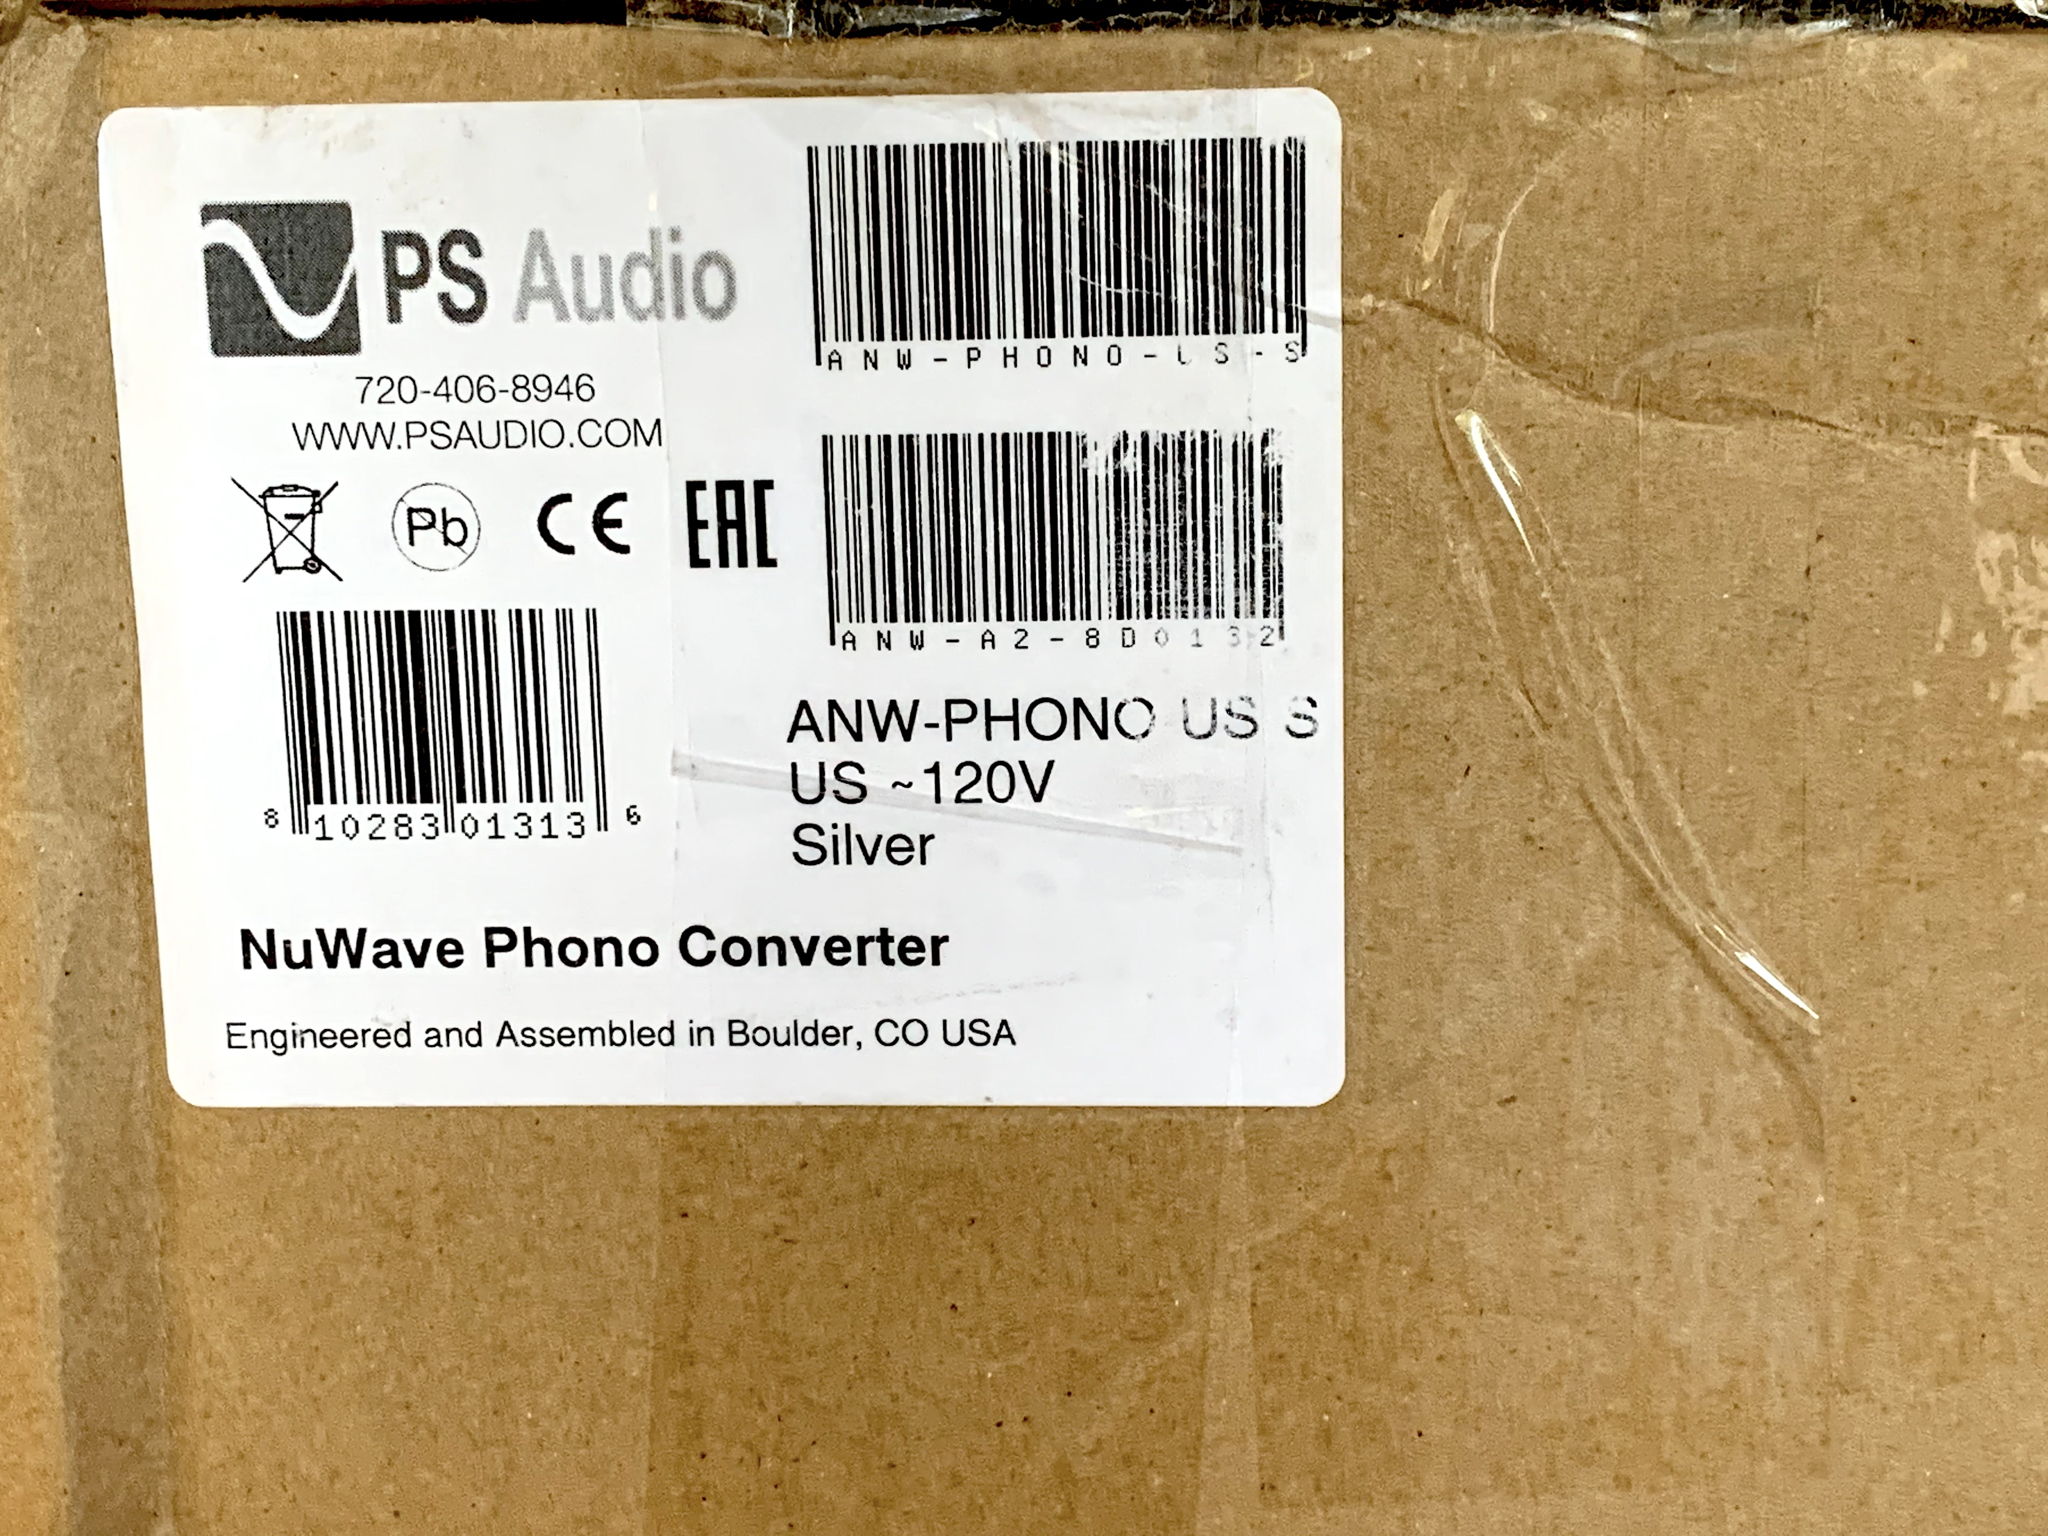 PS Audio
720-406-8946
WWW.PSAUDIO.COM
Pb
CE EAC
8 10283 01313 6
ANW-PHONO-US-S
ANW-A2-8D0132
ANW-PHONO US S
US ~120V
Silver
NuWave Phono Converter
Engineered and Assembled in Boulder, CO USA